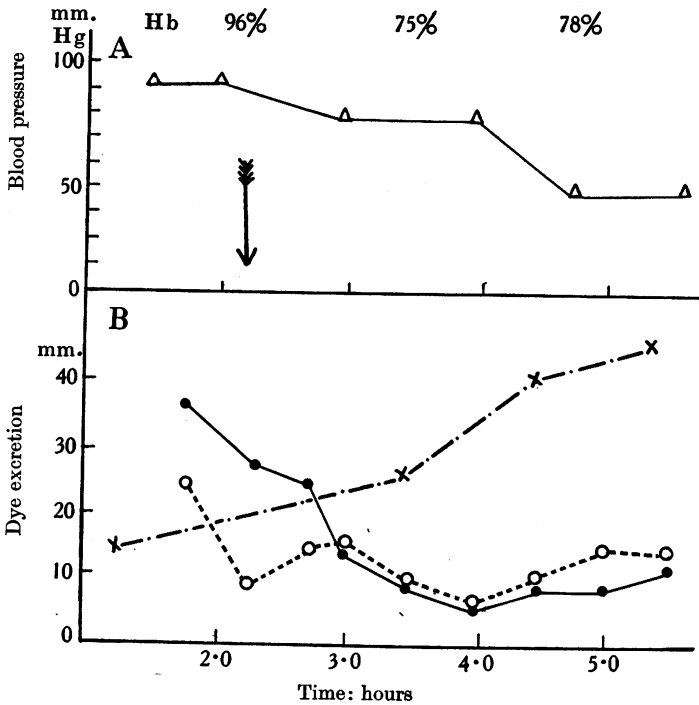 mm.
Hg
Hb 96% 75% 78%
A
100
50
0
Blood pressure
B
mm.
40
30
20
10
0
Dye excretion
2·0 3·0 4·0 5·0
Time: hours